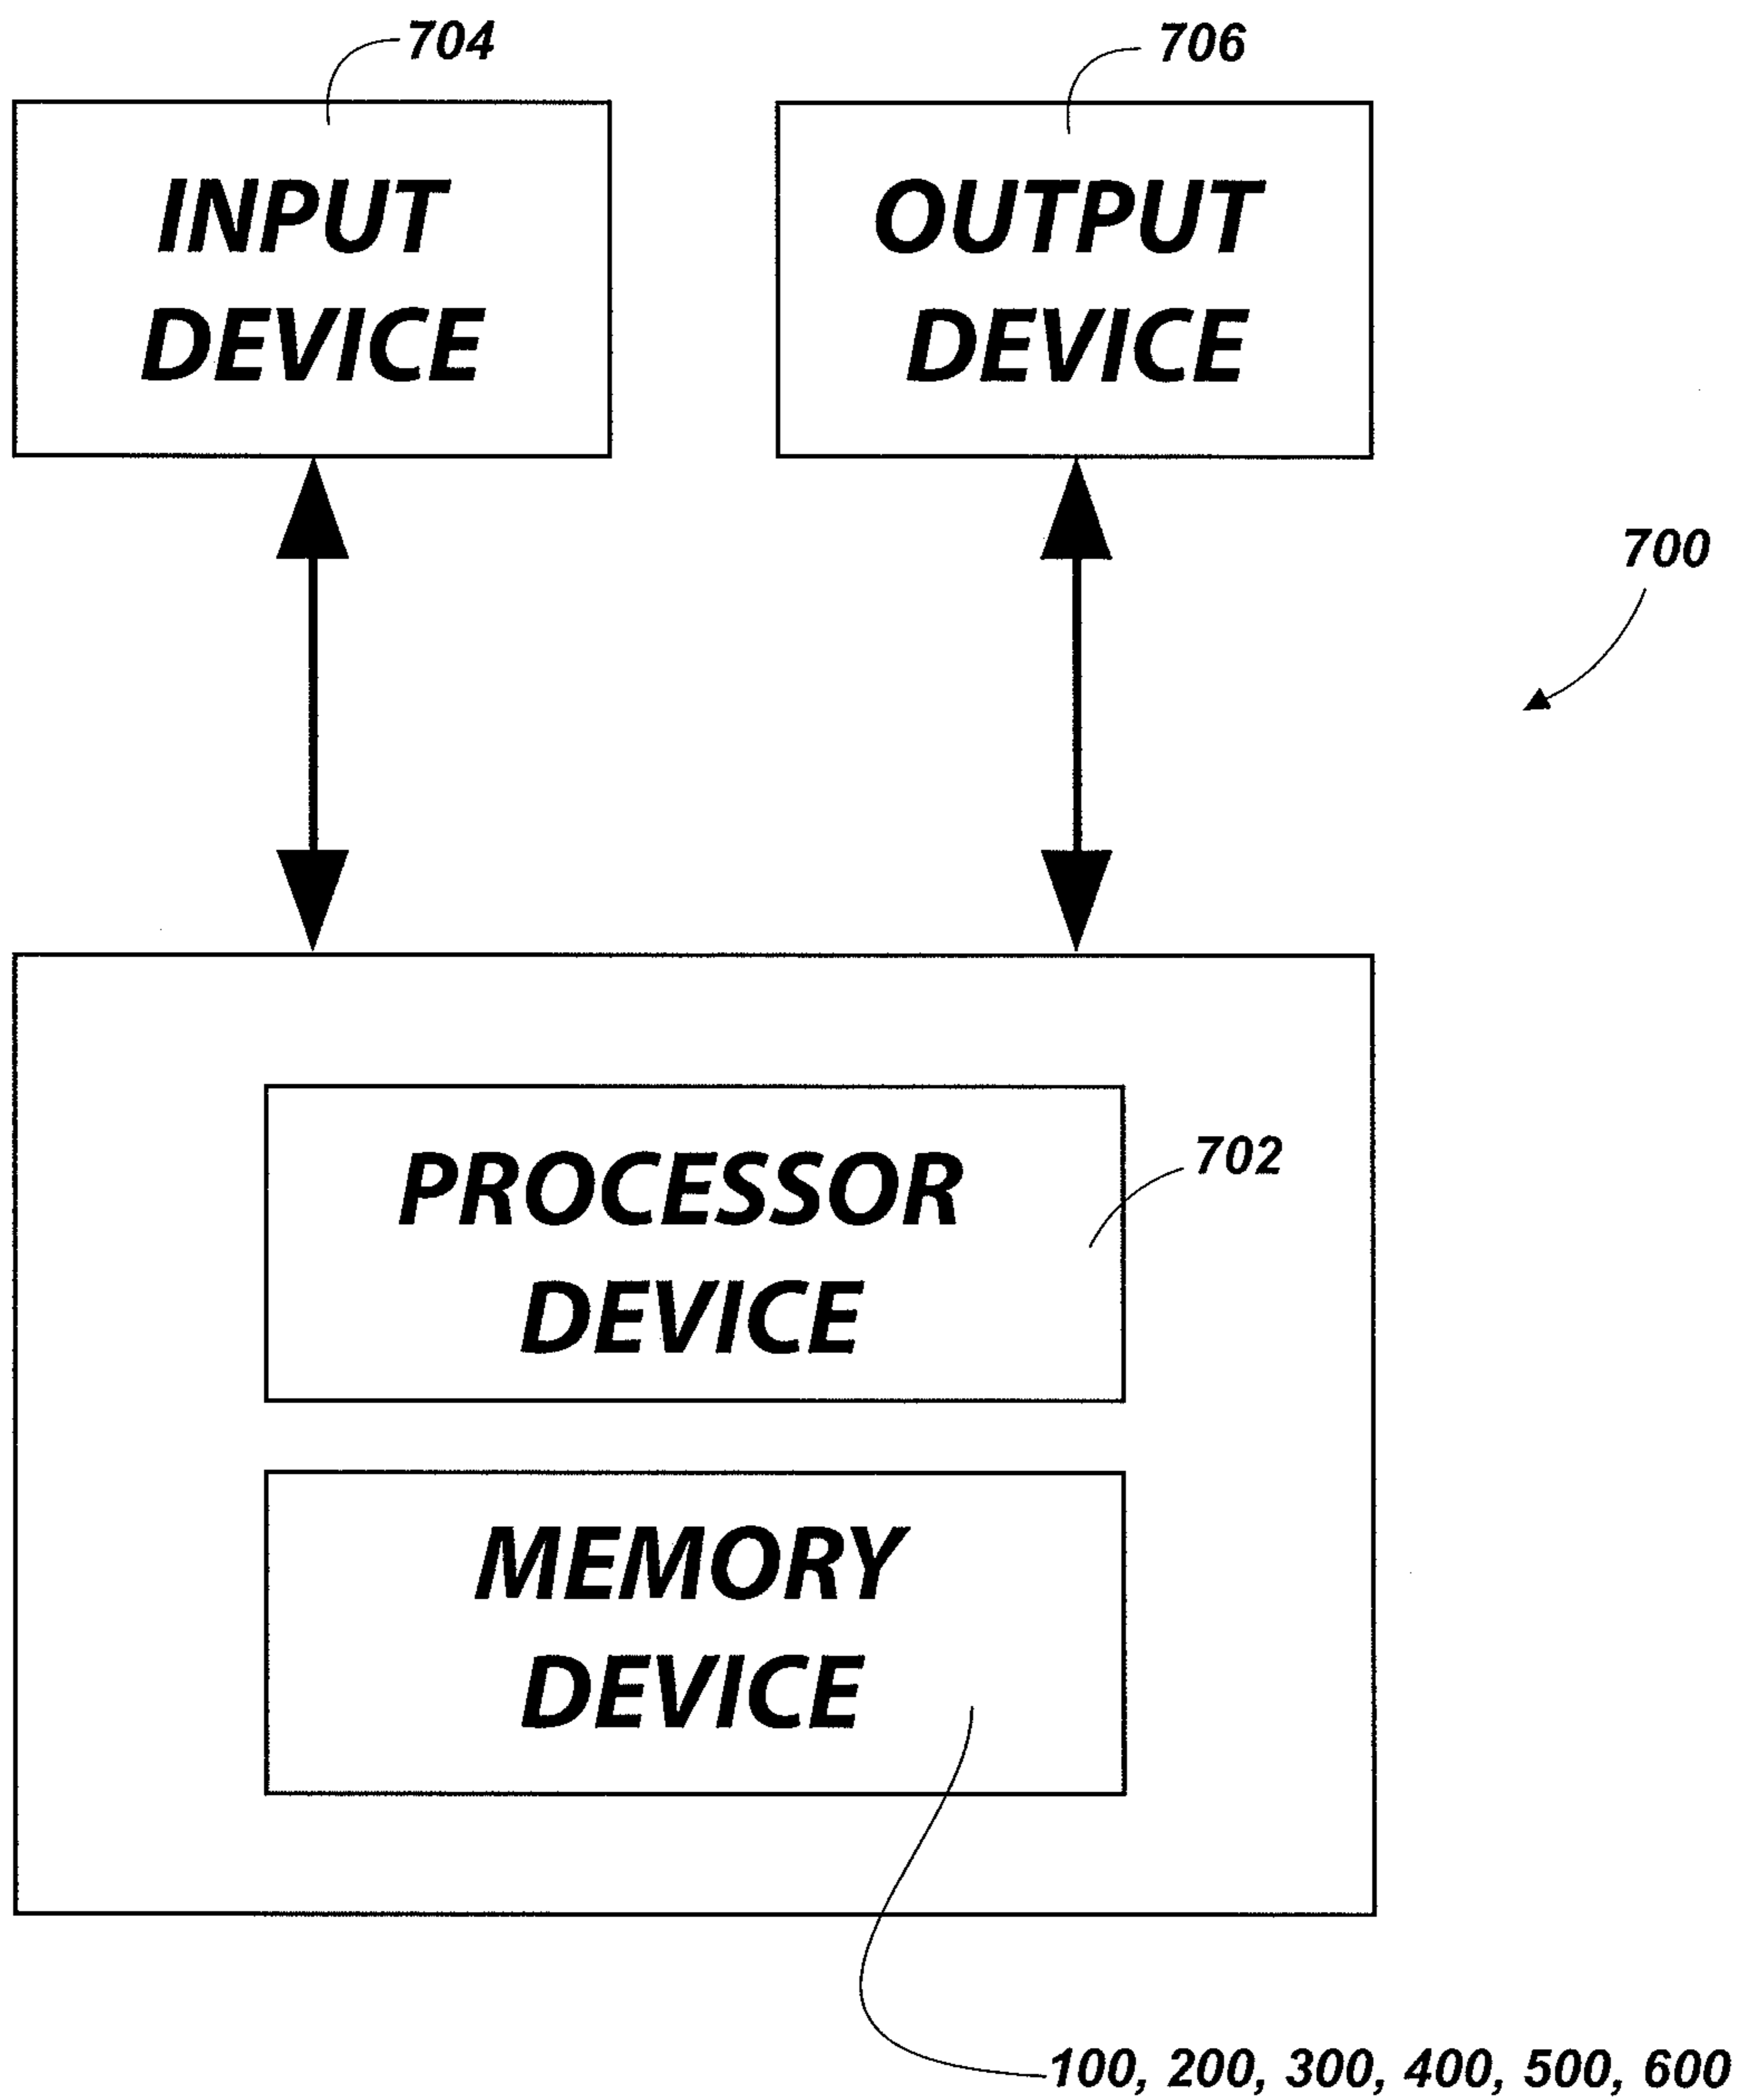 704
706
INPUT
DEVICE
OUTPUT
DEVICE
700
PROCESSOR
DEVICE
702
MEMORY
DEVICE
100, 200, 300, 400, 500, 600